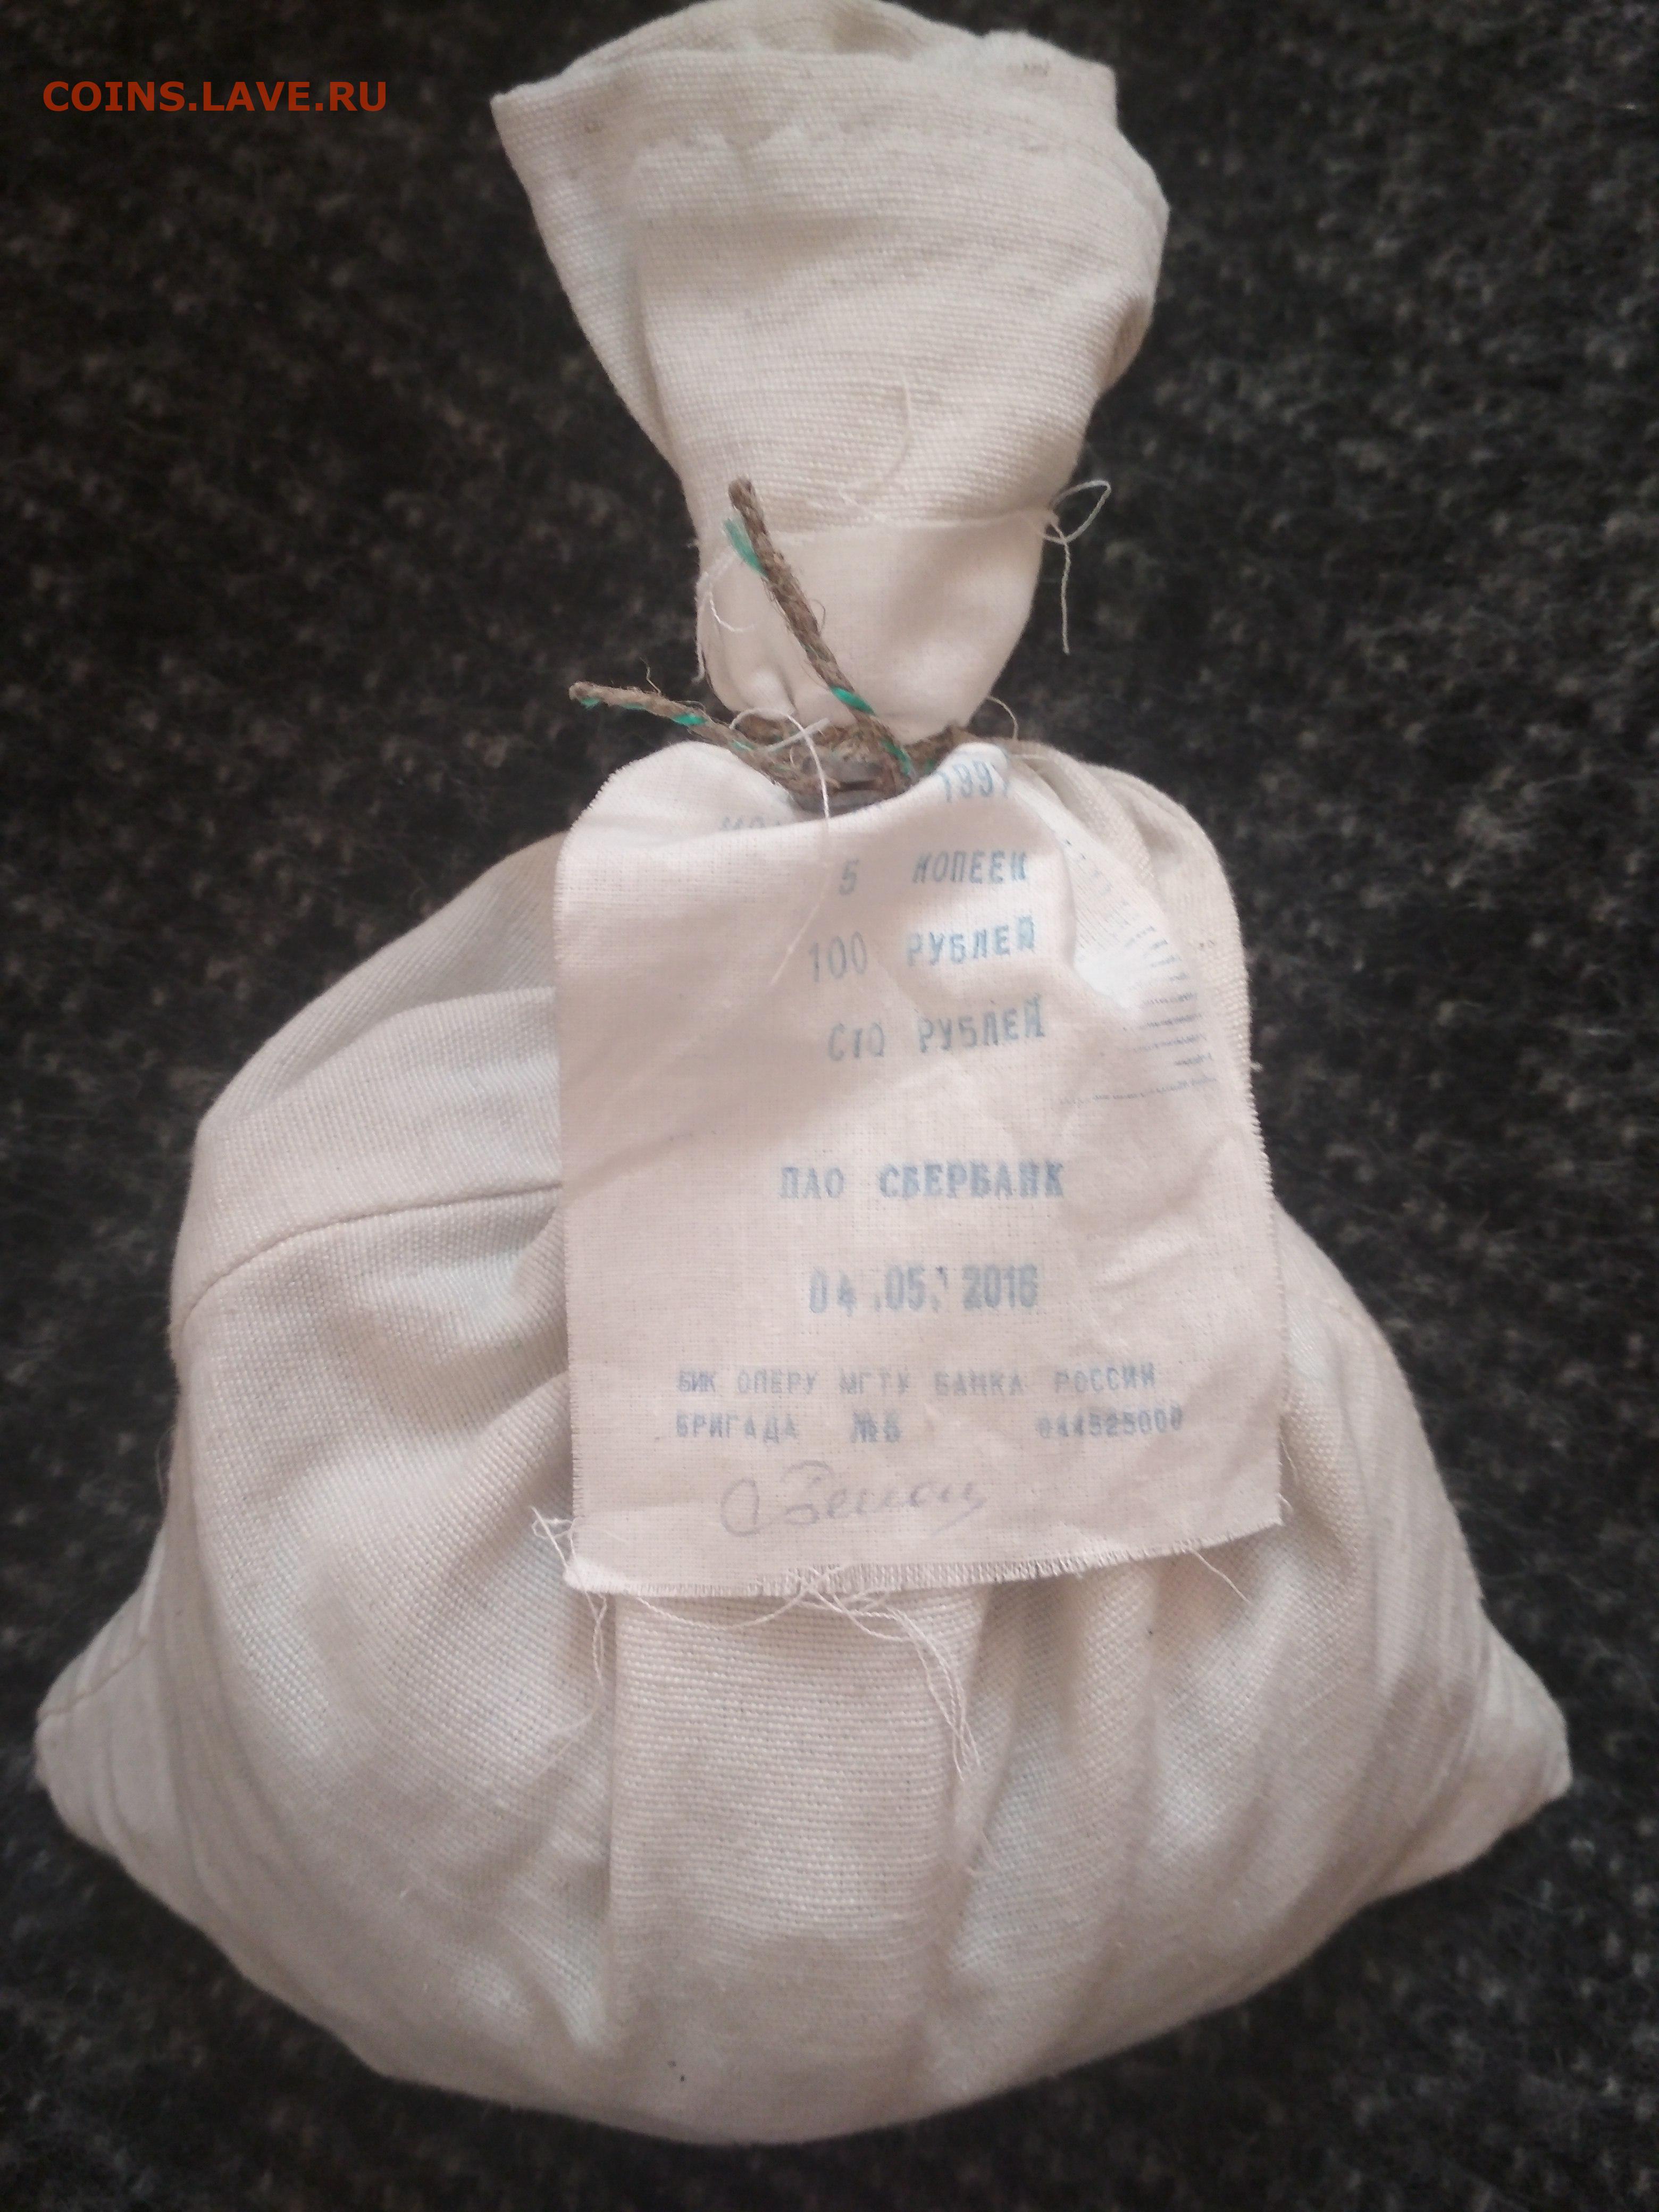 COINS.LAVE.RU
1997
5 КОПЕЕК
100 РУБЛЕЙ
СТО РУБЛЕЙ
ПАО СБЕРБАНК
04.05.2016
БИК ОПЕРУ МГТУ БАНКА РОССИИ
БРИГАДА №5 044525000